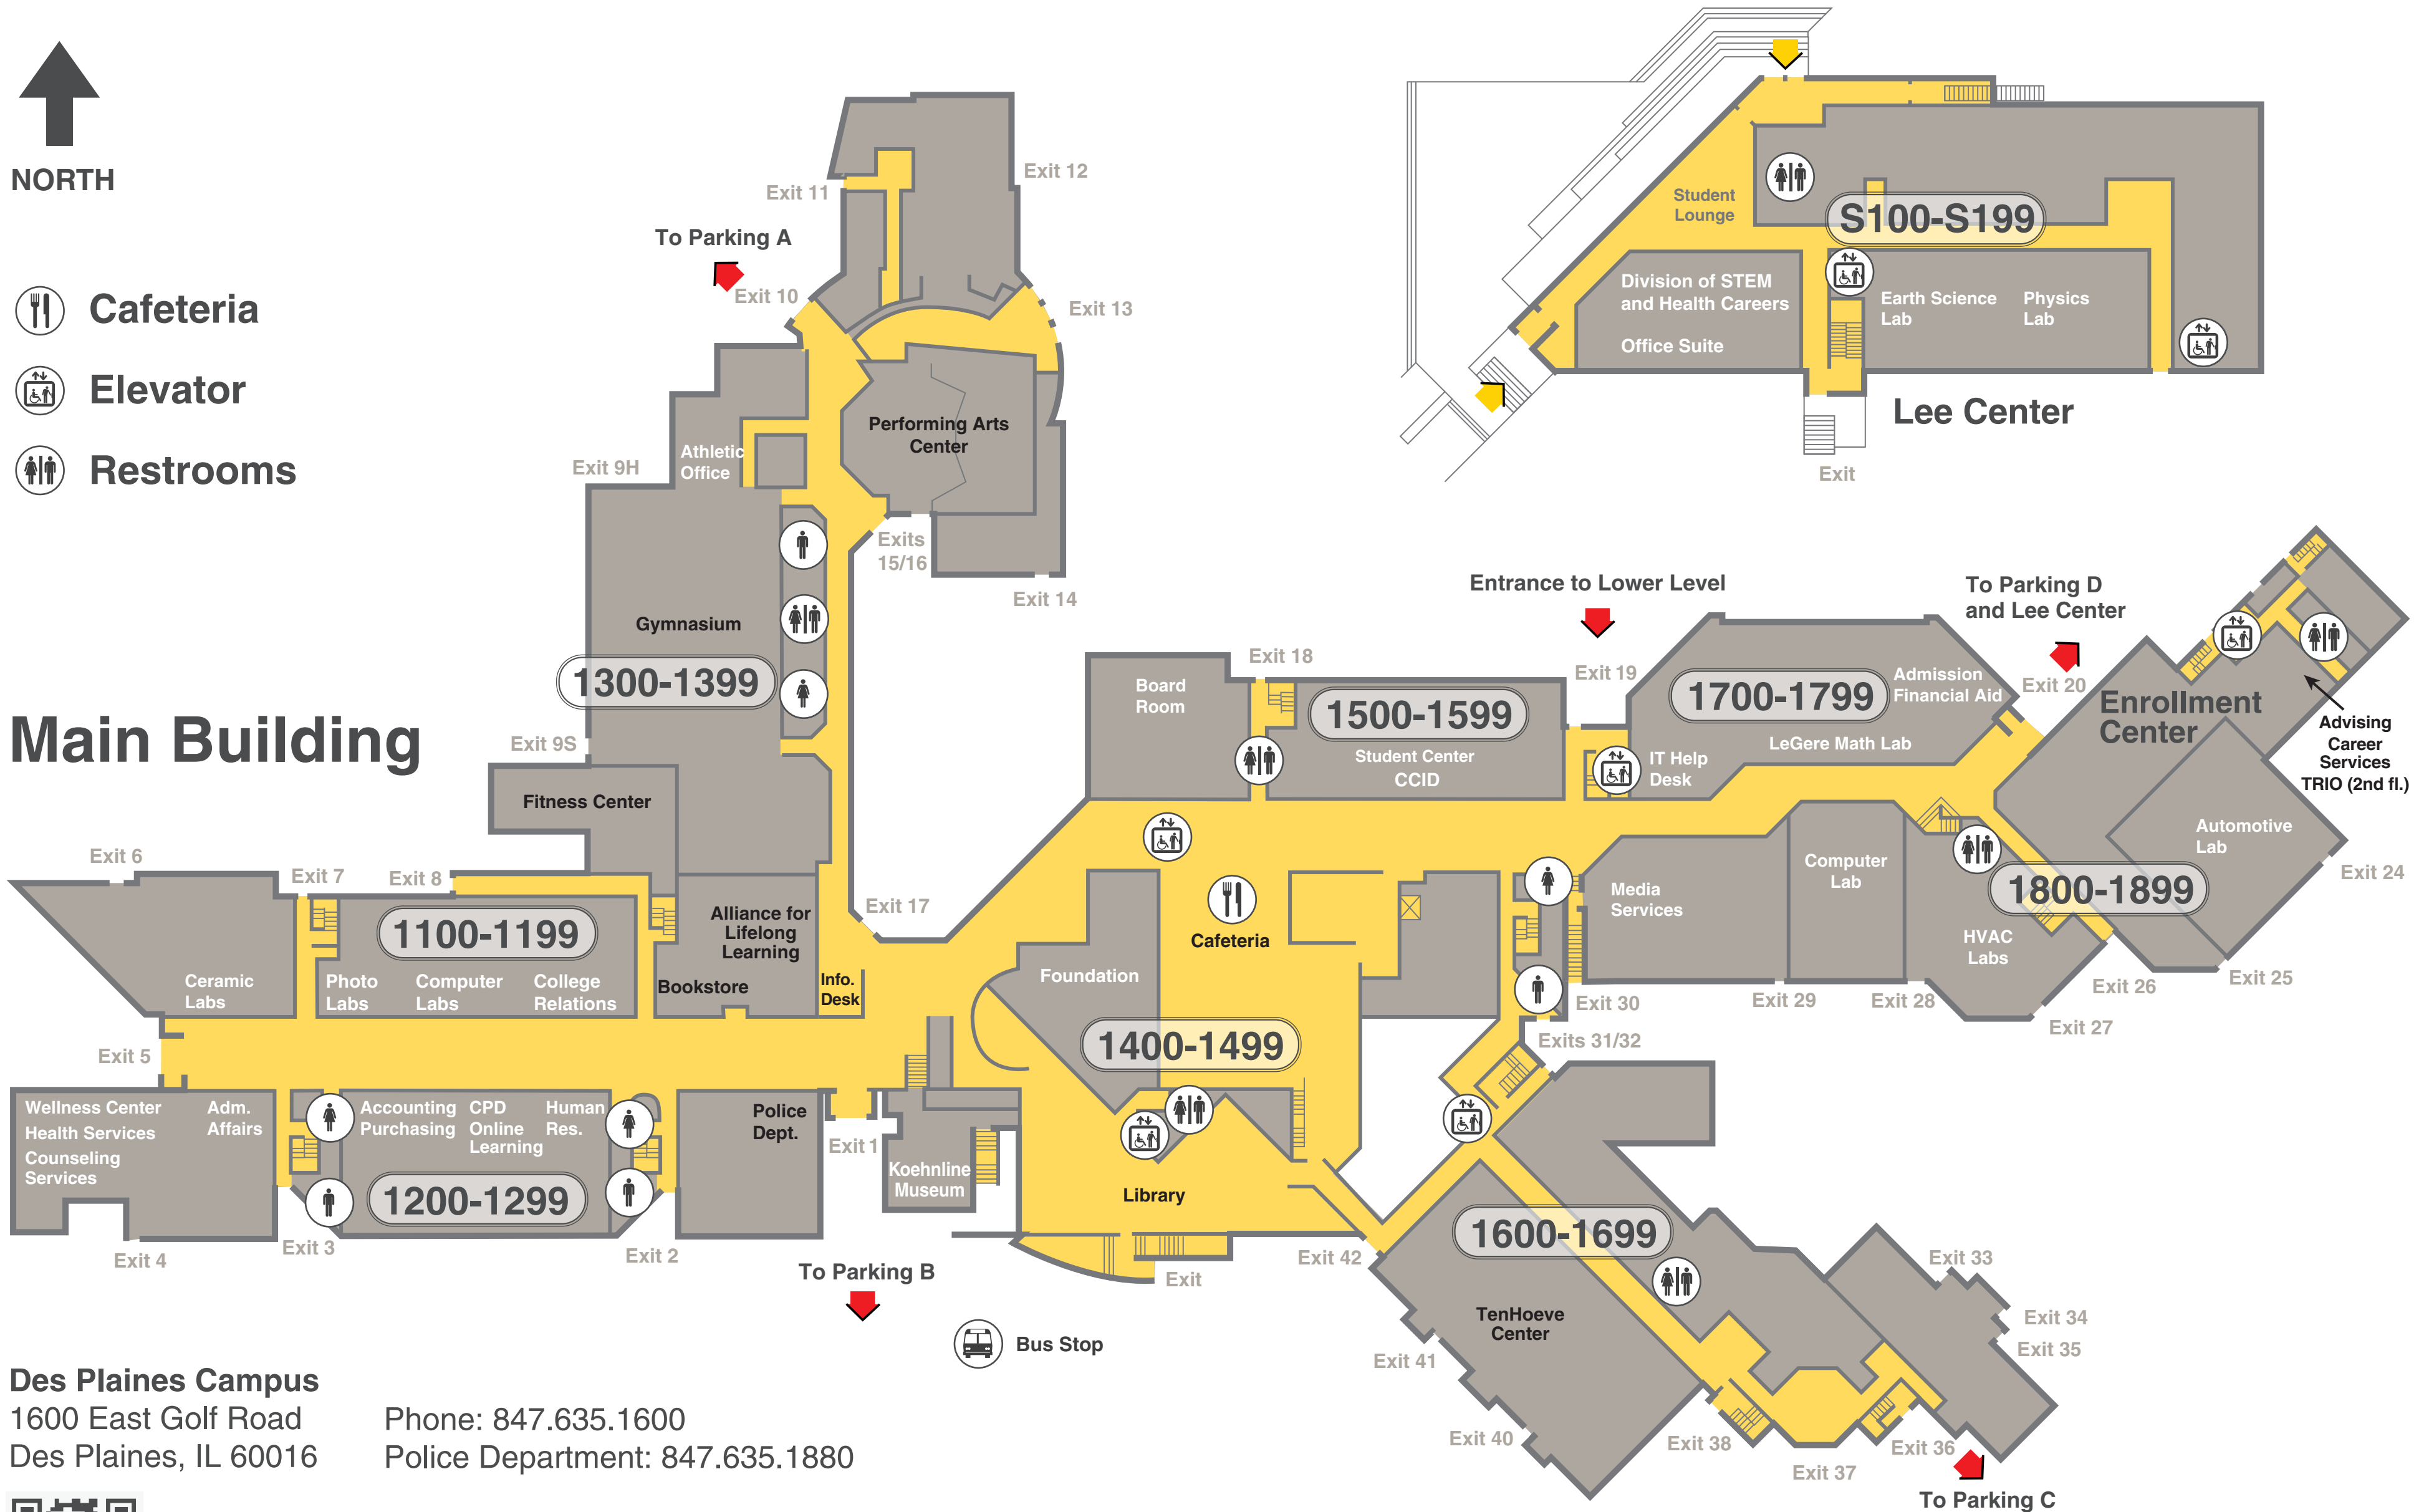 NORTH
Cafeteria
Elevator
Restrooms
Main Building
Exit 11
Exit 12
To Parking A
Exit 10
Exit 13
Performing Arts
Center
Athletic
Office
Exit 9H
Exits
15/16
Exit 14
Gymnasium
1300-1399
Exit 9S
Fitness Center
Student
Lounge
S100-S199
Division of STEM
and Health Careers
Office Suite
Earth Science
Lab
Physics
Lab
Lee Center
Exit
Entrance to Lower Level
To Parking D
and Lee Center
Exit 18
Exit 19
Board
Room
1500-1599
Student Center
CCID
1700-1799
Admission
Financial Aid
Exit 20
LeGere Math Lab
IT Help
Desk
Enrollment
Center
Advising
Career
Services
TRIO (2nd fl.)
Automotive
Lab
Exit 24
Exit 6
Exit 7
Exit 8
1100-1199
Ceramic
Labs
Photo
Labs
Computer
Labs
College
Relations
Alliance for
Lifelong
Learning
Bookstore
Info.
Desk
Exit 17
Cafeteria
Foundation
1400-1499
Media
Services
Computer
Lab
1800-1899
HVAC
Labs
Exit 25
Exit 26
Exit 27
Exit 28
Exit 29
Exit 30
Exits 31/32
Exit 5
Wellness Center
Health Services
Counseling
Services
Adm.
Affairs
Accounting
Purchasing
CPD
Online
Learning
Human
Res.
1200-1299
Police
Dept.
Exit 1
Koehnline
Museum
Library
Exit 4
Exit 3
Exit 2
To Parking B
Exit
Exit 42
Bus Stop
1600-1699
TenHoeve
Center
Exit 33
Exit 34
Exit 35
Exit 41
Exit 40
Exit 38
Exit 37
Exit 36
To Parking C
Des Plaines Campus
1600 East Golf Road
Des Plaines, IL 60016
Phone: 847.635.1600
Police Department: 847.635.1880